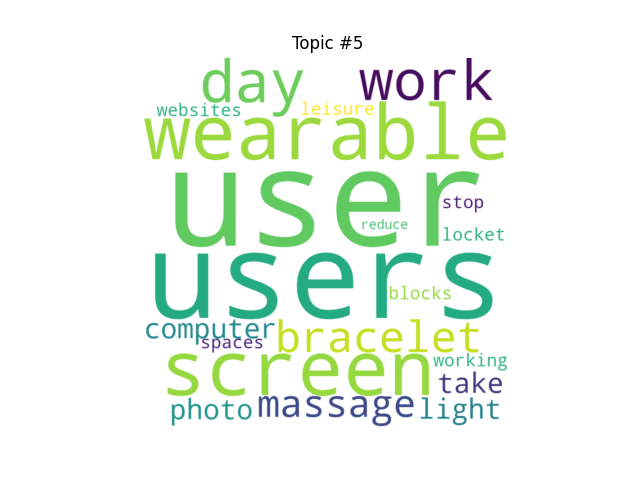 Topic #5
day work
websites leisure
wearable
user
stop
reduce
locket
users
blocks
computer bracelet
spaces
screen
working
take
photo massage light